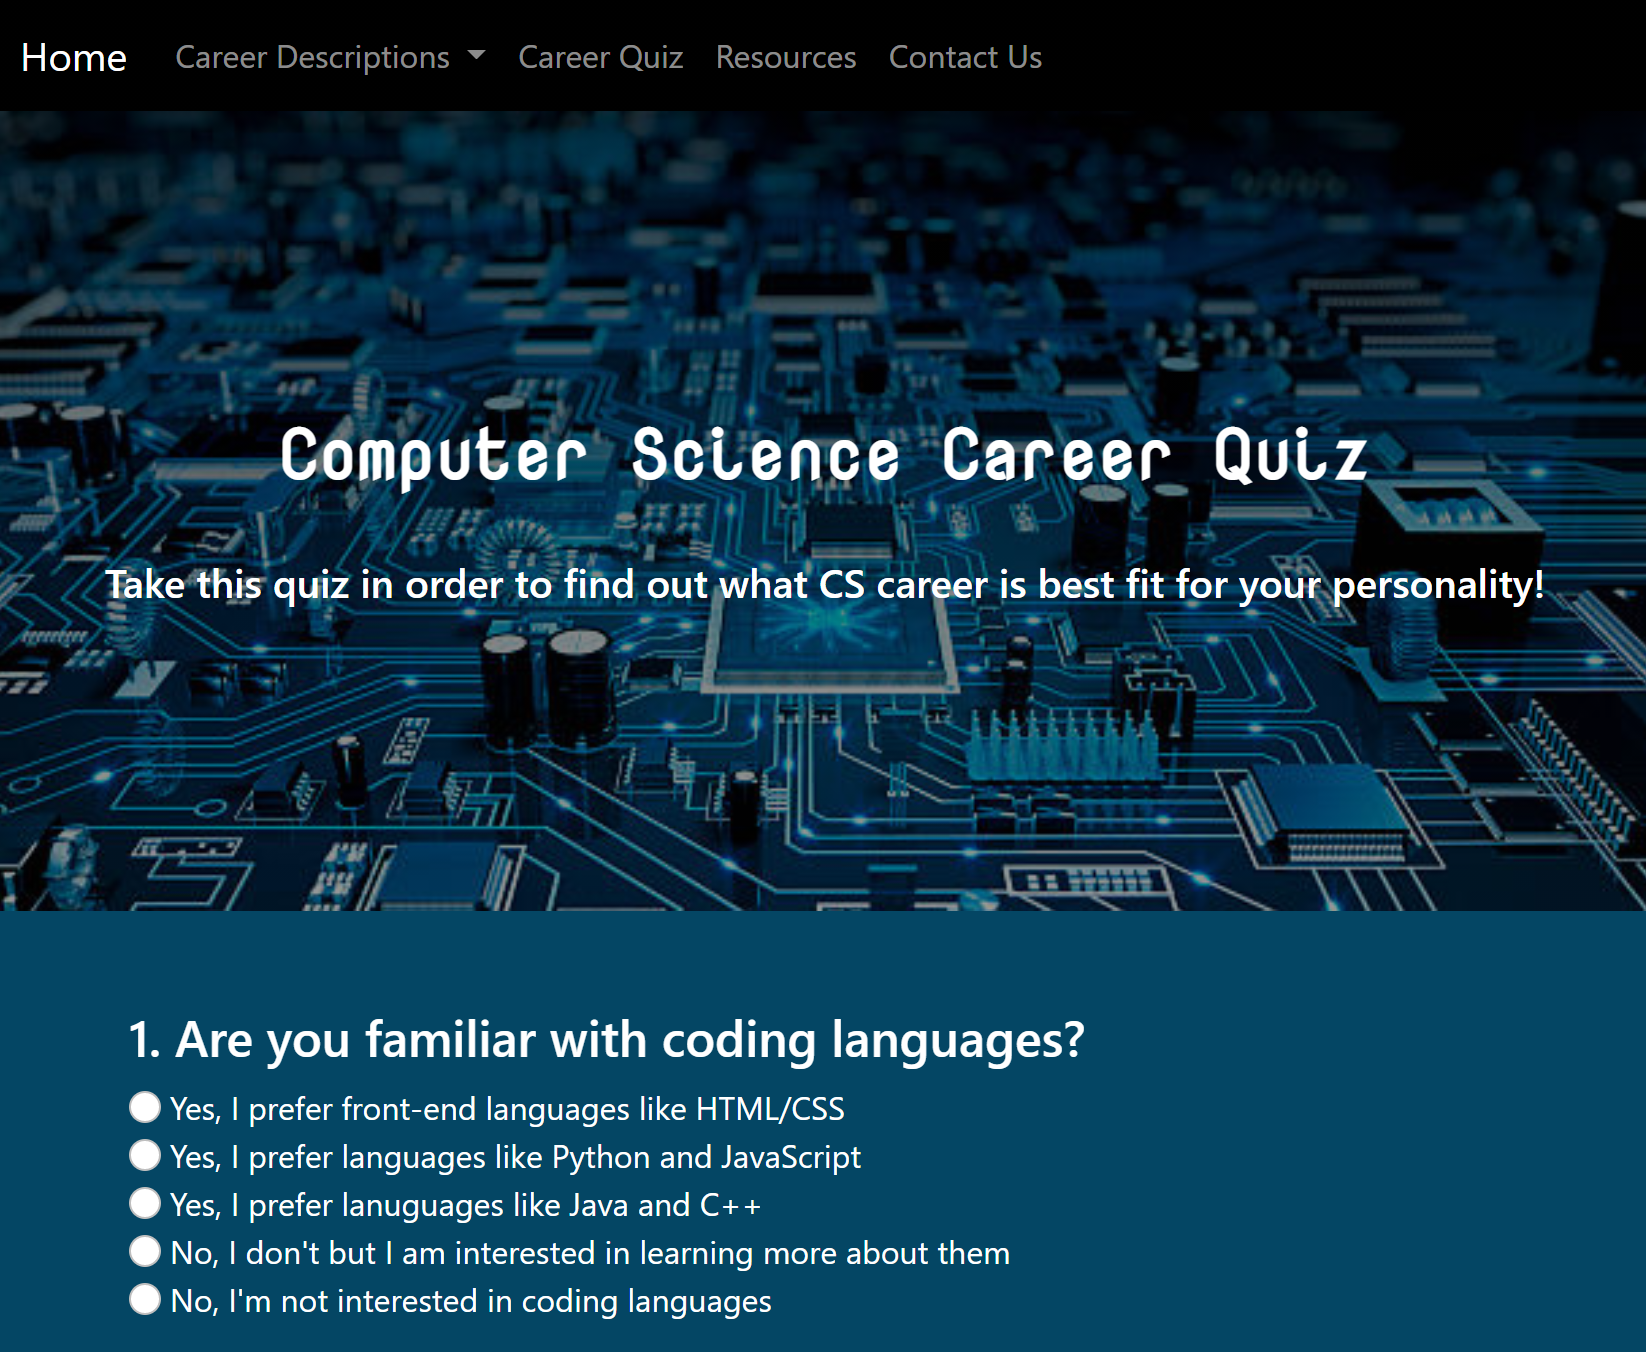 Home Career Descriptions Career Quiz Resources Contact Us
Computer Science Career Quiz
Take this quiz in order to find out what CS career is best fit for your personality!
1. Are you familiar with coding languages?
Yes, I prefer front-end languages like HTML/CSS
Yes, I prefer languages like Python and JavaScript
Yes, I prefer lanuguages like Java and C++
No, I don't but I am interested in learning more about them
No, I'm not interested in coding languages